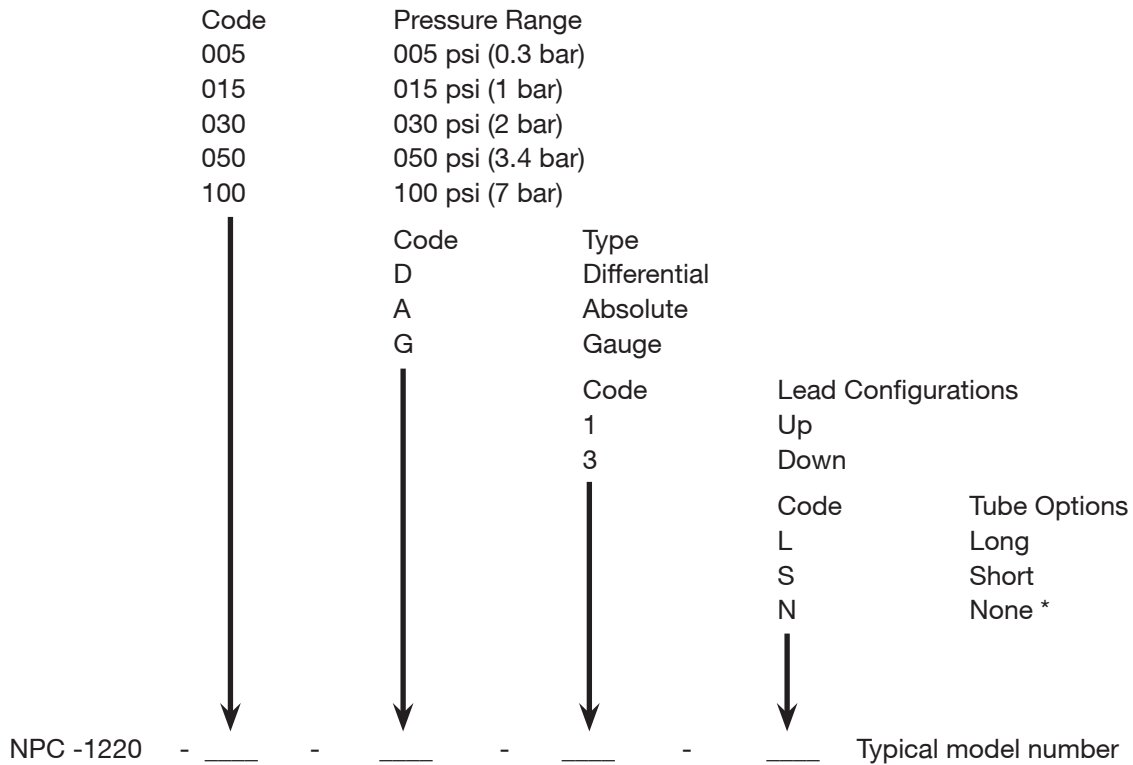 Code Pressure Range
005 005 psi (0.3 bar)
015 015 psi (1 bar)
030 030 psi (2 bar)
050 050 psi (3.4 bar)
100 100 psi (7 bar)
Code Type
D Differential
A Absolute
G Gauge
Code Lead Configurations
1 Up
3 Down
Code Tube Options
L Long
S Short
N None *
NPC -1220 - ____ - ____ - ____ - ____ Typical model number